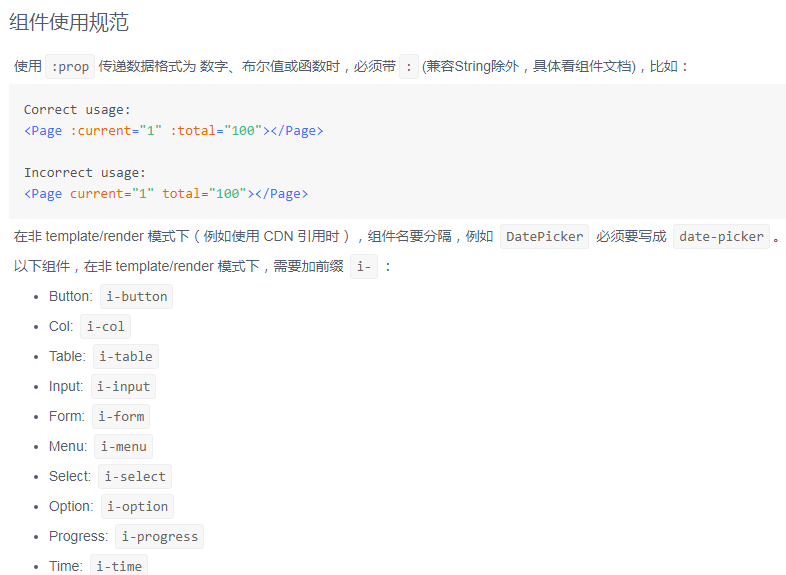 组件使用规范
使用 :prop 传递数据格式为 数字、布尔值或函数时，必须带 : (兼容String除外，具体看组件文档)，比如：
Correct usage:
<Page :current="1" :total="100"></Page>
Incorrect usage:
<Page current="1" total="100"></Page>
在非 template/render 模式下（例如使用 CDN 引用时），组件名要分隔，例如 DatePicker 必须要写成 date-picker 。
以下组件，在非 template/render 模式下，需要加前缀 i- ：
• Button: i-button
• Col: i-col
• Table: i-table
• Input: i-input
• Form: i-form
• Menu: i-menu
• Select: i-select
• Option: i-option
• Progress: i-progress
• Time: i-time